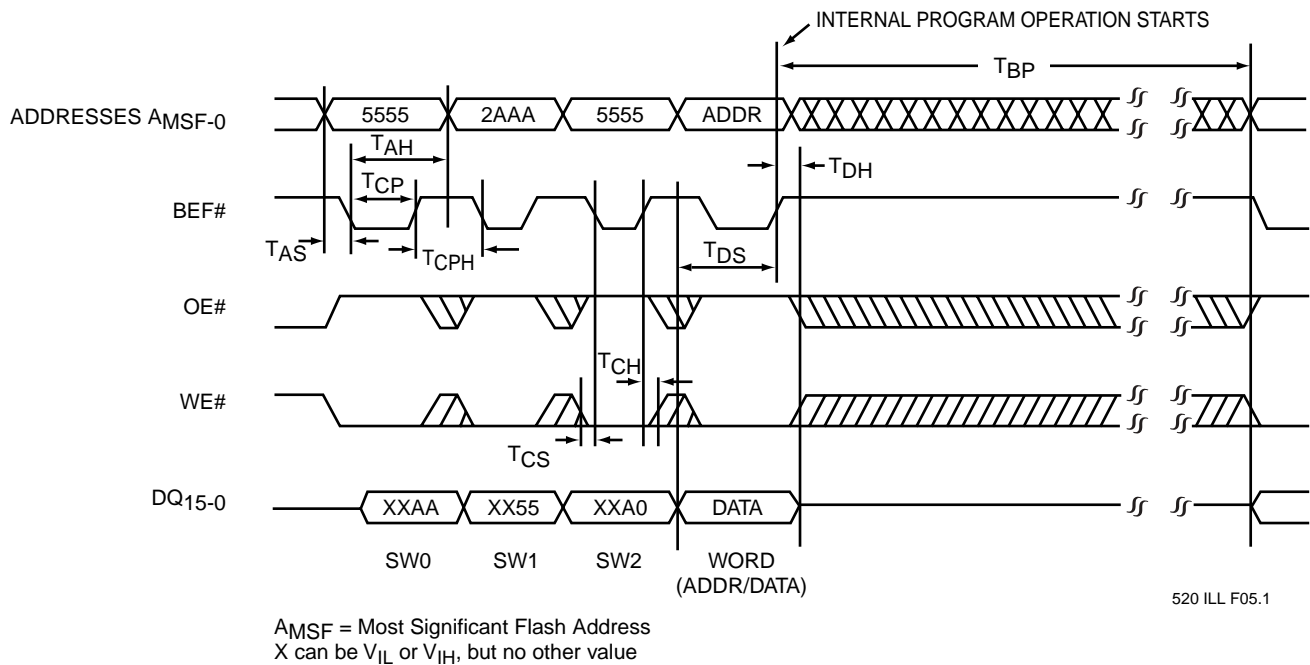 INTERNAL PROGRAM OPERATION STARTS
TBP
ADDRESSES AMSF-0
5555
2AAA
5555
ADDR
TAH
TDH
TCP
BEF#
TAS
TCPH
TDS
OE#
TCH
WE#
TCS
DQ15-0
XXAA
XX55
XXA0
DATA
SW0
SW1
SW2
WORD
(ADDR/DATA)
520 ILL F05.1
AMSF = Most Significant Flash Address
X can be VIL or VIH, but no other value